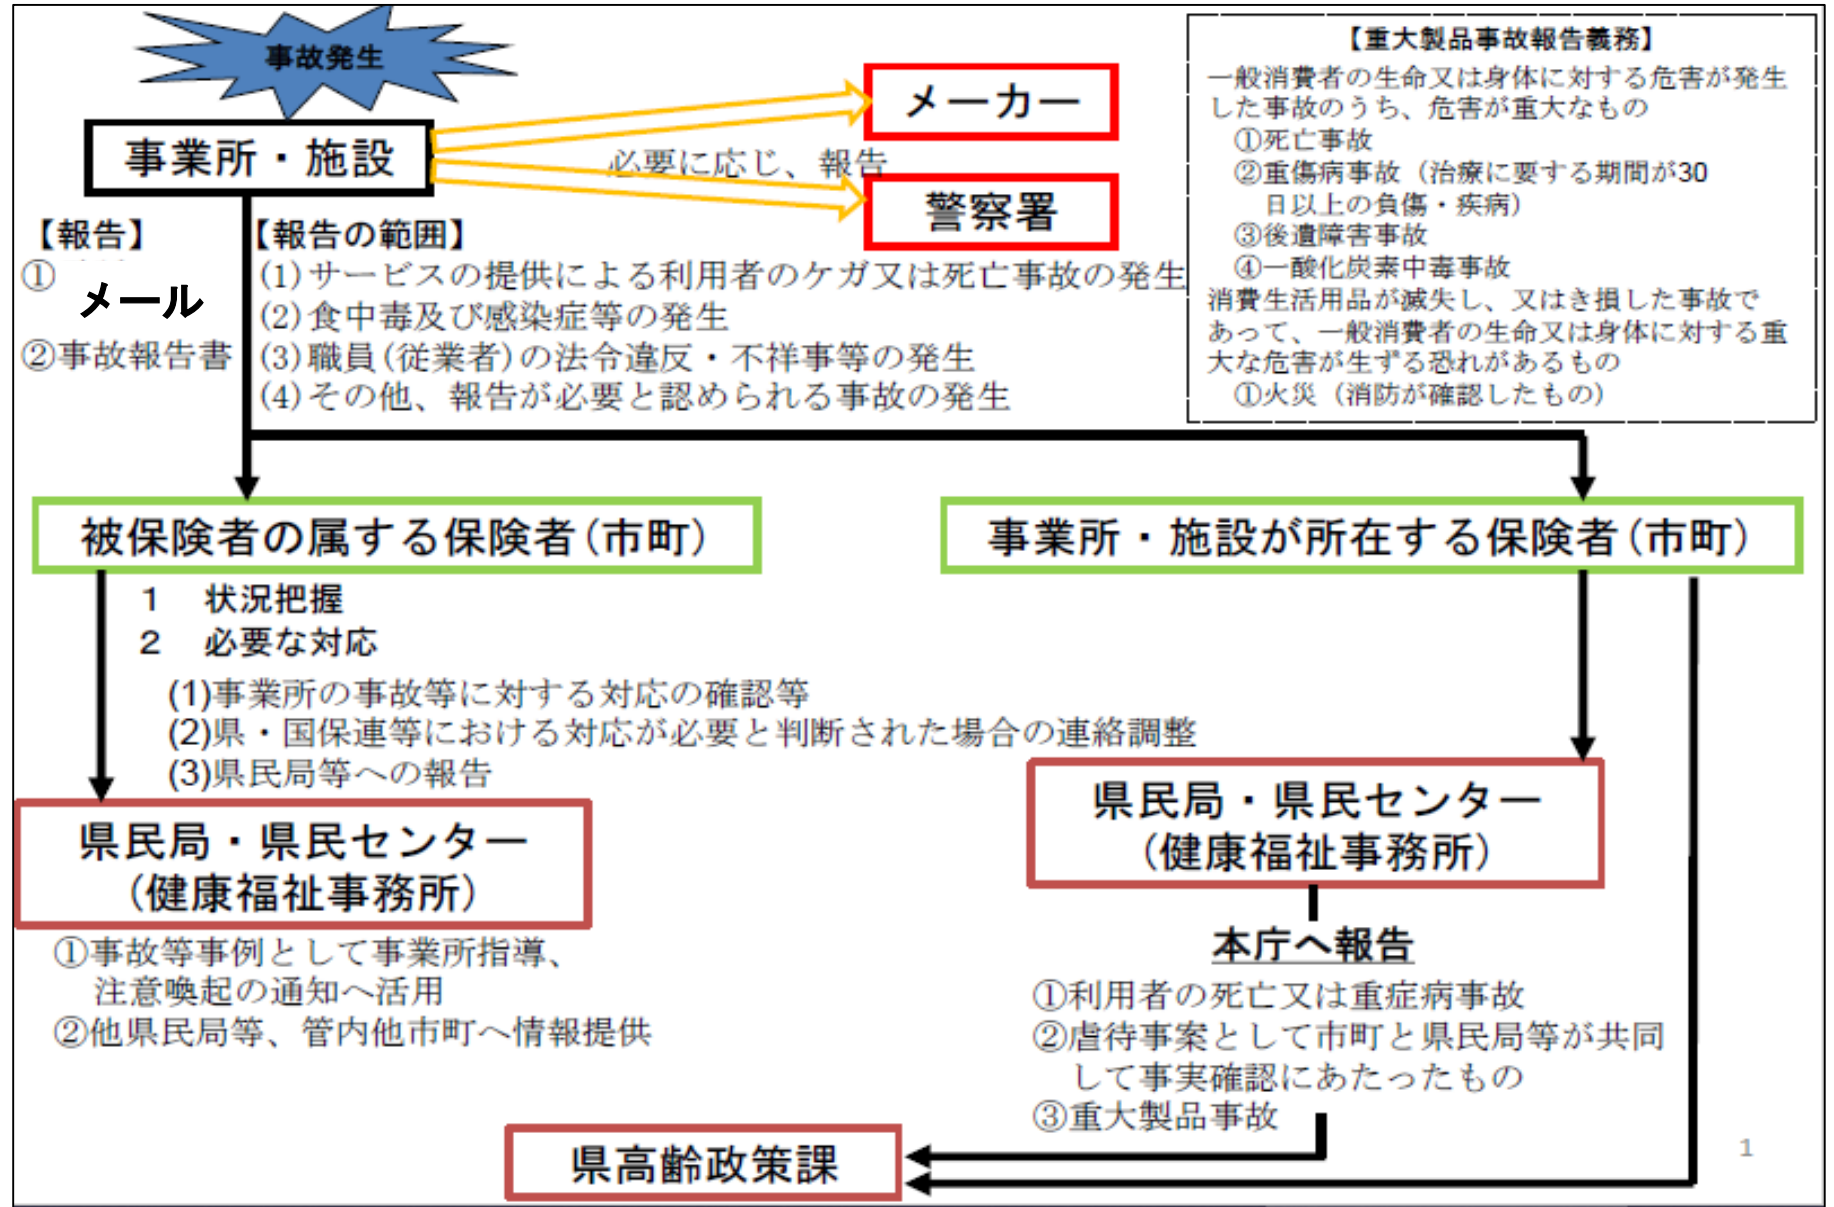 事故発生
事業所・施設
メーカー
必要に応じ、報告
警察署
【重大製品事故報告義務】
一般消費者の生命又は身体に対する危害が発生
した事故のうち、危害が重大なもの
①死亡事故
②重傷病事故（治療に要する期間が30
日以上の負傷・疾病）
③後遺障害事故
④一酸化炭素中毒事故
消費生活用品が滅失し、又はき損した事故で
あって、一般消費者の生命又は身体に対する重
大な危害が生ずる恐れがあるもの
①火災（消防が確認したもの）
【報告】
①
メール
②事故報告書
【報告の範囲】
(1)サービスの提供による利用者のケガ又は死亡事故の発生
(2)食中毒及び感染症等の発生
(3)職員(従業者)の法令違反・不祥事等の発生
(4)その他、報告が必要と認められる事故の発生
被保険者の属する保険者(市町)
事業所・施設が所在する保険者(市町)
1 状況把握
2 必要な対応
(1)事業所の事故等に対する対応の確認等
(2)県・国保連等における対応が必要と判断された場合の連絡調整
(3)県民局等への報告
県民局・県民センター
(健康福祉事務所)
①事故等事例として事業所指導、
注意喚起の通知へ活用
②他県民局等、管内他市町へ情報提供
県民局・県民センター
(健康福祉事務所)
本庁へ報告
①利用者の死亡又は重症病事故
②虐待事案として市町と県民局等が共同
して事実確認にあたったもの
③重大製品事故
県高齢政策課
1